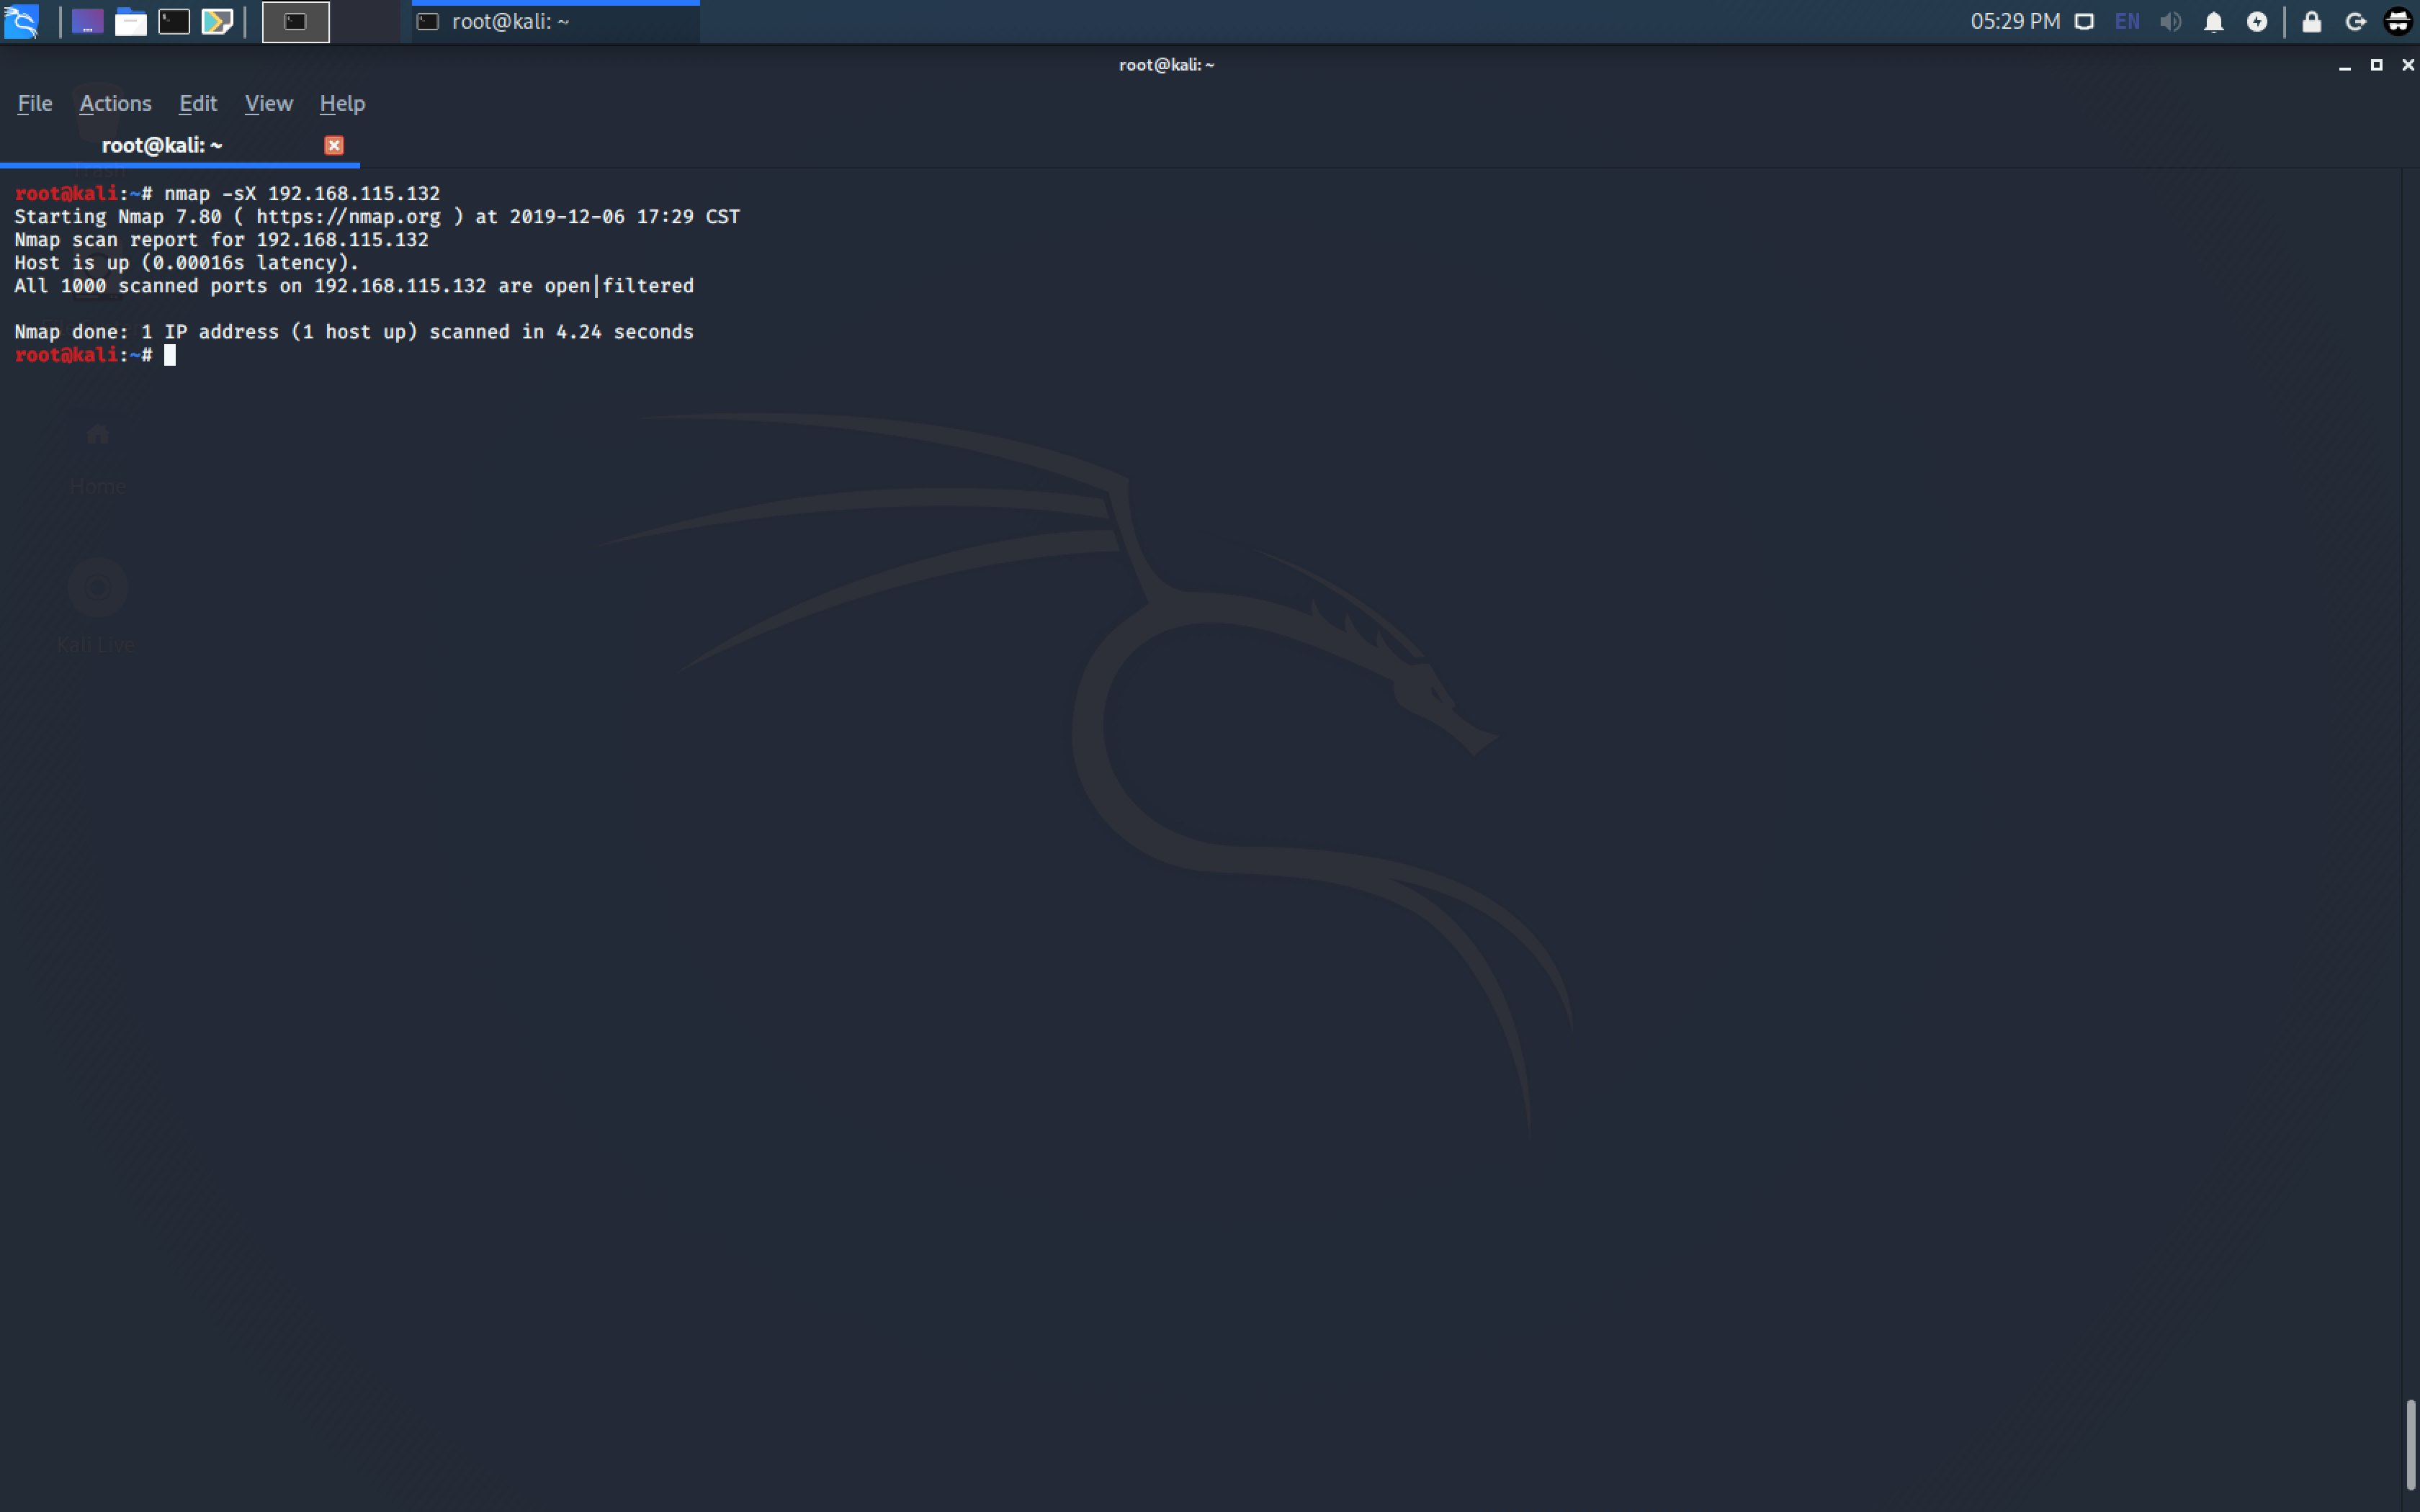 root@kali: ~
05:29 PM
EN
root@kali: ~
File Actions Edit View Help
root@kali: ~
Trash
root@kali:~# nmap -sX 192.168.115.132
Starting Nmap 7.80 ( https://nmap.org ) at 2019-12-06 17:29 CST
Nmap scan report for 192.168.115.132
Host is up (0.00016s latency).
All 1000 scanned ports on 192.168.115.132 are open|filtered
Nmap done: 1 IP address (1 host up) scanned in 4.24 seconds
root@kali:~#
Home
Kali Live